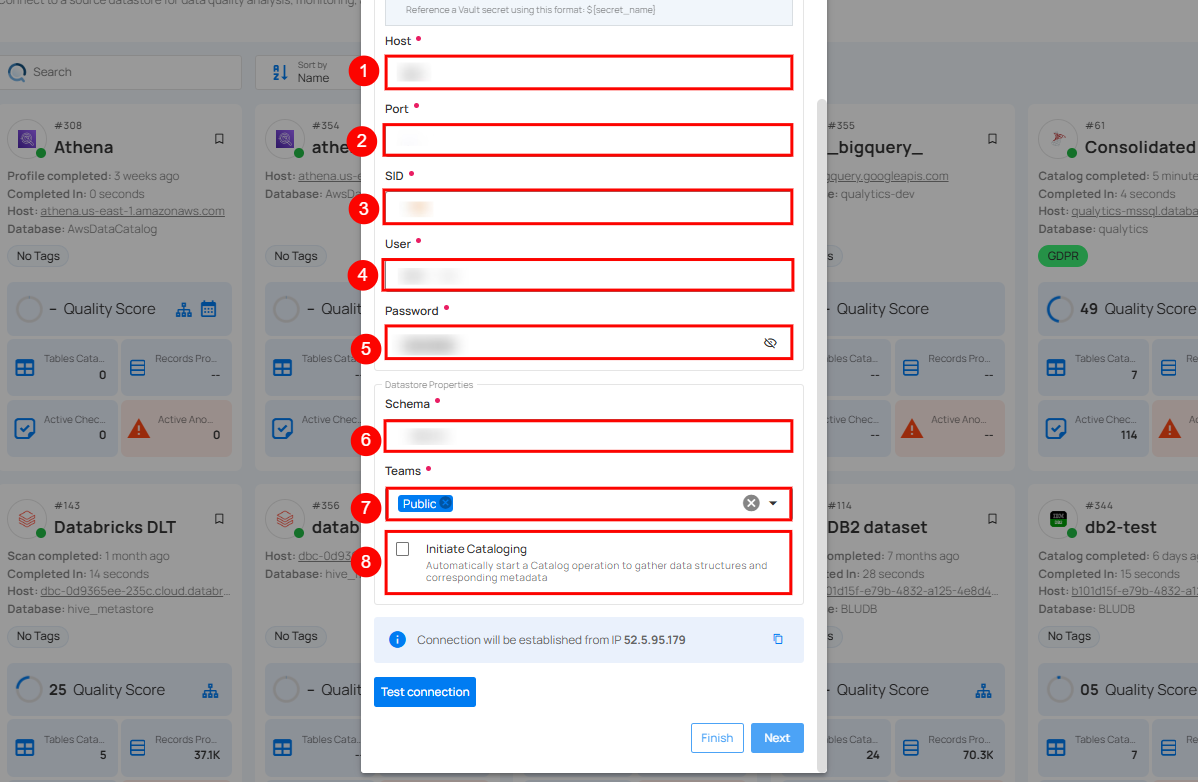 Connect to a source datastore for data quality analysis, monitoring,
Reference a Vault secret using this format: ${secret_name}
Search
Sort by
Name
Host
1
Port
2
SID
3
User
4
Password
5
Datastore Properties
Schema
6
Teams
7
Public
8
Initiate Cataloging
Automatically start a Catalog operation to gather data structures and
corresponding metadata
Connection will be established from IP 52.5.95.179
Test connection
Finish
Next
#308
Athena
Profile completed: 3 weeks ago
Completed In: 0 seconds
Host: athena.us-east-1.amazonaws.com
Database: AwsDataCatalog
No Tags
– Quality Score
Tables Cata...
0
Records Pro...
--
Active Chec...
0
Active Ano...
0
#354
athe
Host: athena.us-e
Database: AwsDa
No Tags
– Quali
Tables Cata
Active Chec
#355
_bigquery_
gquery.googleapis.com
e: qualytics-dev
s
Quality Score
Tables Cata...
--
Records Pro...
--
Active Chec...
--
Active Ano...
--
#61
Consolidated
Catalog completed: 5 minute
Completed In: 4 seconds
Host: qualytics-mssql.databa
Database: qualytics
GDPR
49 Quality Score
Tables Cata...
7
Re
Active Chec...
114
Ac
#143
Databricks DLT
Scan completed: 1 month ago
Completed In: 14 seconds
Host: dbc-0d9365ee-235c.cloud.databr...
Database: hive_metastore
No Tags
25 Quality Score
Tables Cata...
5
Records Pro...
37.1K
#356
datab
Host: dbc-0d93
Database: hive_
No Tags
– Quali
Tables Cata
#114
DB2 dataset
ted: 7 months ago
ed In: 28 seconds
01d15f-e79b-4832-a125-4e8d4...
e: BLUDB
s
Quality Score
Tables Cata...
24
Records Pro...
70.3K
#344
db2-test
Catalog completed: 6 days ag
Completed In: 15 seconds
Host: b101d15f-e79b-4832-a12
Database: BLUDB
No Tags
05 Quality Score
Tables Cata...
7
Re